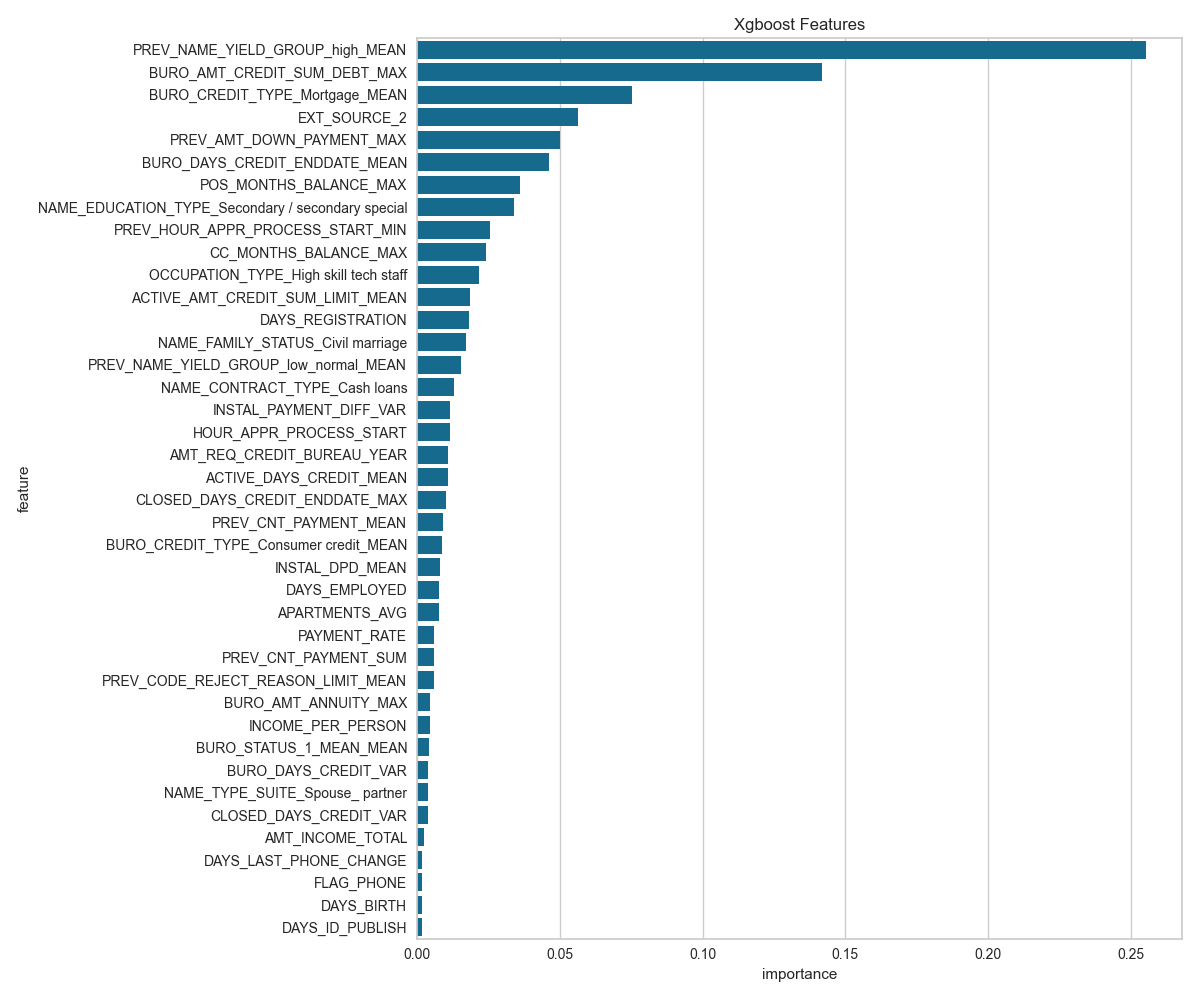 Xgboost Features
PREV_NAME_YIELD_GROUP_high_MEAN
BURO_AMT_CREDIT_SUM_DEBT_MAX
BURO_CREDIT_TYPE_Mortgage_MEAN
EXT_SOURCE_2
PREV_AMT_DOWN_PAYMENT_MAX
BURO_DAYS_CREDIT_ENDDATE_MEAN
POS_MONTHS_BALANCE_MAX
NAME_EDUCATION_TYPE_Secondary / secondary special
PREV_HOUR_APPR_PROCESS_START_MIN
CC_MONTHS_BALANCE_MAX
OCCUPATION_TYPE_High skill tech staff
ACTIVE_AMT_CREDIT_SUM_LIMIT_MEAN
DAYS_REGISTRATION
NAME_FAMILY_STATUS_Civil marriage
PREV_NAME_YIELD_GROUP_low_normal_MEAN
NAME_CONTRACT_TYPE_Cash loans
INSTAL_PAYMENT_DIFF_VAR
HOUR_APPR_PROCESS_START
AMT_REQ_CREDIT_BUREAU_YEAR
ACTIVE_DAYS_CREDIT_MEAN
CLOSED_DAYS_CREDIT_ENDDATE_MAX
PREV_CNT_PAYMENT_MEAN
BURO_CREDIT_TYPE_Consumer credit_MEAN
INSTAL_DPD_MEAN
DAYS_EMPLOYED
APARTMENTS_AVG
PAYMENT_RATE
PREV_CNT_PAYMENT_SUM
PREV_CODE_REJECT_REASON_LIMIT_MEAN
BURO_AMT_ANNUITY_MAX
INCOME_PER_PERSON
BURO_STATUS_1_MEAN_MEAN
BURO_DAYS_CREDIT_VAR
NAME_TYPE_SUITE_Spouse_ partner
CLOSED_DAYS_CREDIT_VAR
AMT_INCOME_TOTAL
DAYS_LAST_PHONE_CHANGE
FLAG_PHONE
DAYS_BIRTH
DAYS_ID_PUBLISH
feature
0.00 0.05 0.10 0.15 0.20 0.25
importance